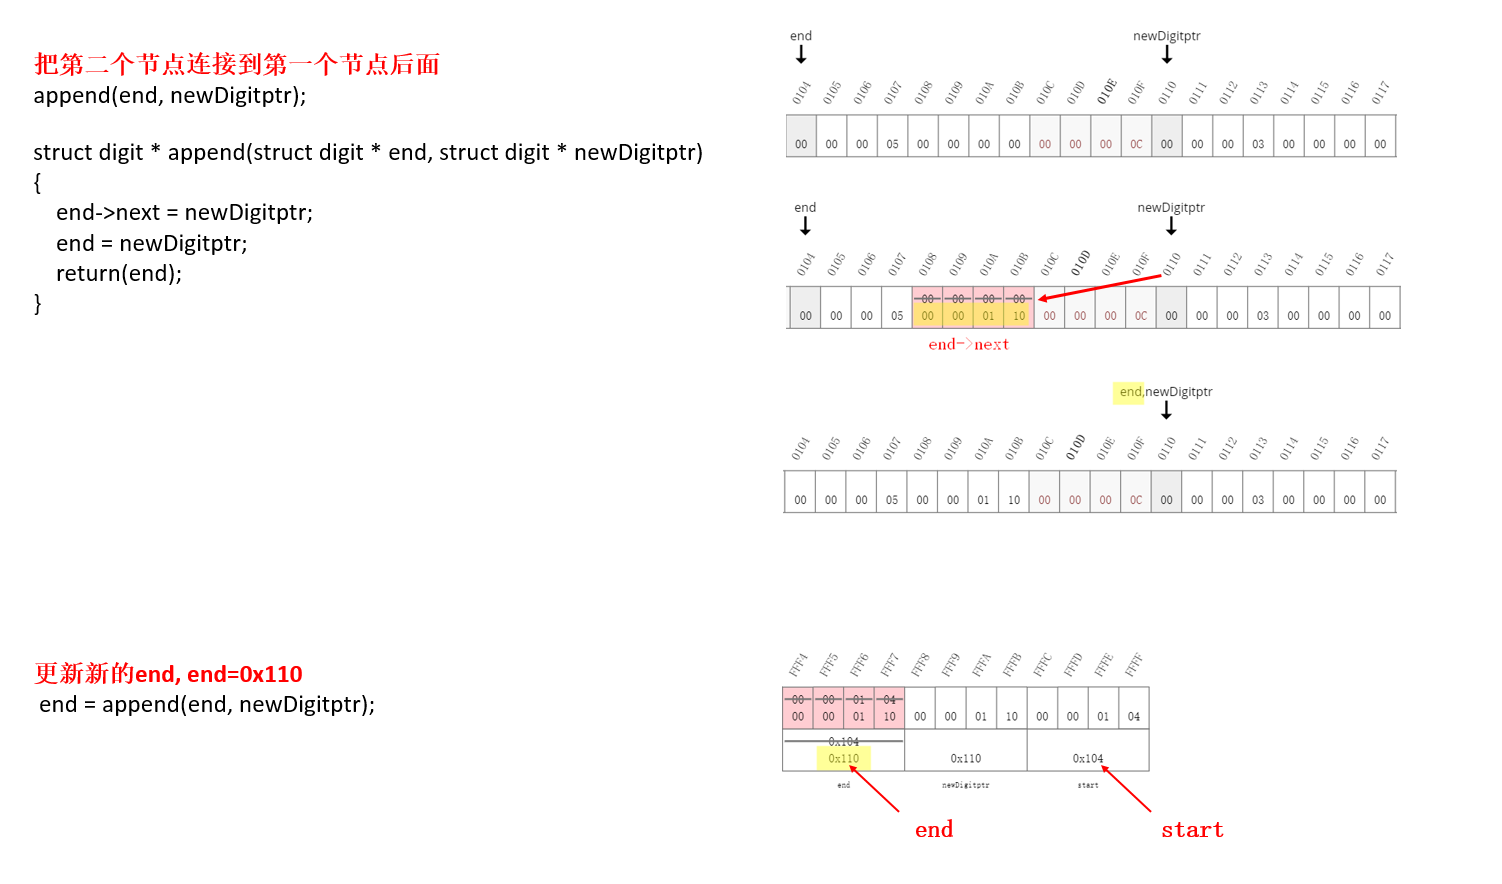 把第二个节点连接到第一个节点后面
append(end, newDigitptr);
struct digit * append(struct digit * end, struct digit * newDigitptr)
{
end->next = newDigitptr;
end = newDigitptr;
return(end);
}
end newDigitptr
0104 0105 0106 0107 0108 0109 010A 010B 010C 010D 010E 010F 0110 0111 0112 0113 0114 0115 0116 0117
00 00 00 05 00 00 00 00 00 00 00 0C 00 00 00 03 00 00 00 00
end newDigitptr
0104 0105 0106 0107 0108 0109 010A 010B 010C 010D 010E 010F 0110 0111 0112 0113 0114 0115 0116 0117
00 00 00 00
00 00 00 05 00 00 01 10 00 00 00 0C 00 00 00 03 00 00 00 00
end->next
end,newDigitptr
0104 0105 0106 0107 0108 0109 010A 010B 010C 010D 010E 010F 0110 0111 0112 0113 0114 0115 0116 0117
00 00 00 05 00 00 01 10 00 00 00 0C 00 00 00 03 00 00 00 00
更新新的end, end=0x110
end = append(end, newDigitptr);
FFF4 FFF5 FFF6 FFF7 FFF8 FFF9 FFFA FFFB FFFC FFFD FFFE FFFF
00 00 01 04
00 00 01 10 00 00 01 10 00 00 01 04
0x104
0x110 0x110 0x104
end newDigitptr start
end start